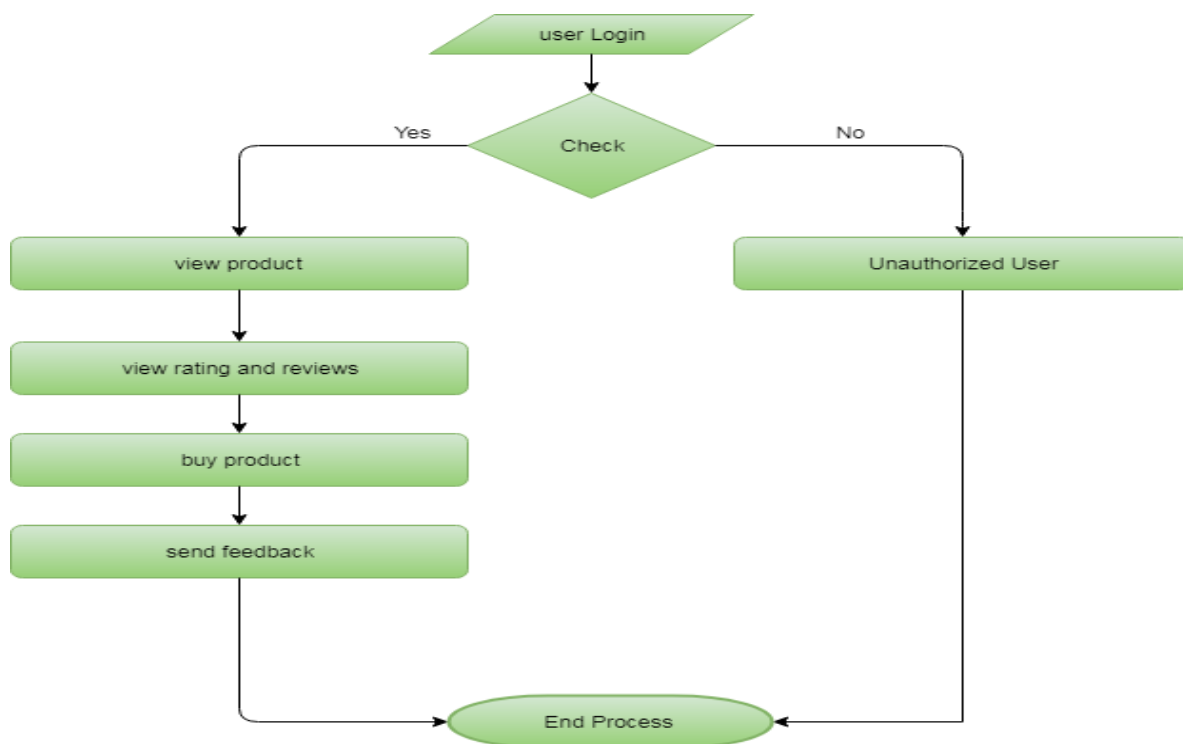 user Login
Check
Yes
No
view product
Unauthorized User
view rating and reviews
buy product
send feedback
End Process